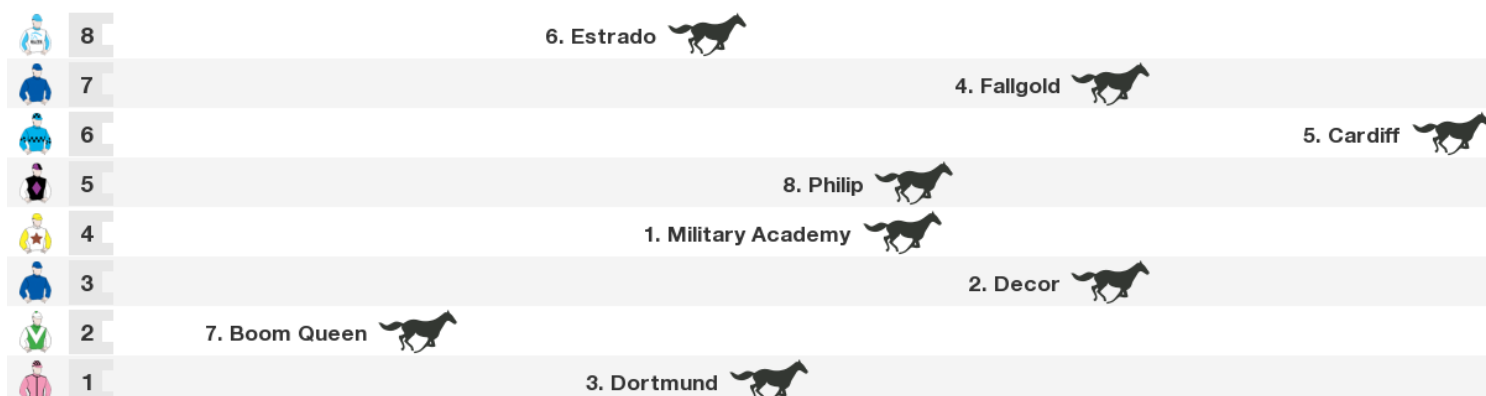 8 6. Estrado
7 4. Fallgold
6 5. Cardiff
5 8. Philip
4 1. Military Academy
3 2. Decor
2 7. Boom Queen
1 3. Dortmund